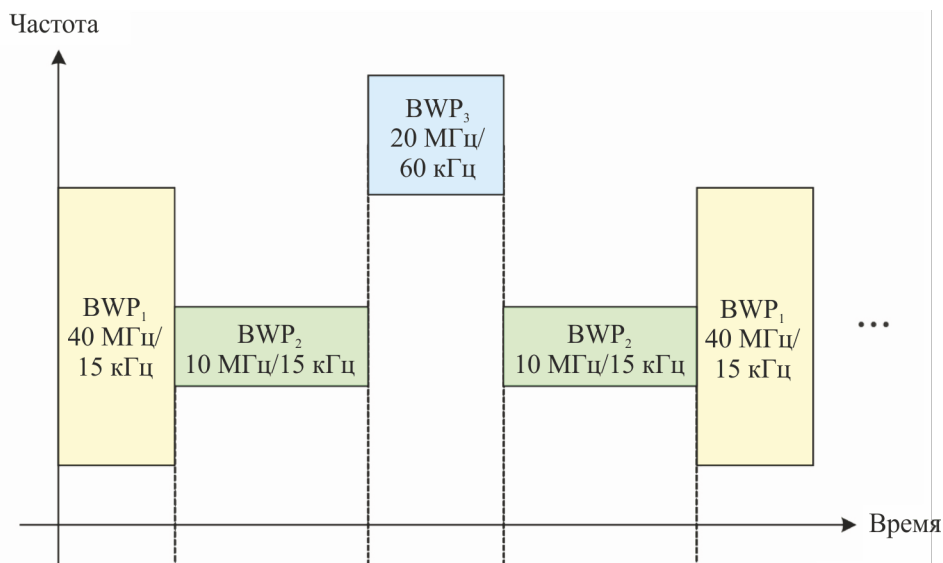 Частота
BWP₃
20 МГц/
60 кГц
BWP₁
40 МГц/
15 кГц
BWP₂
10 МГц/15 кГц
BWP₂
10 МГц/15 кГц
BWP₁
40 МГц/
15 кГц
...
Время